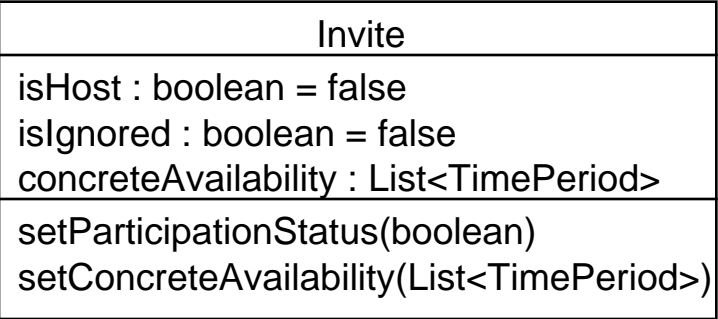 Invite
isHost : boolean = false
isIgnored : boolean = false
concreteAvailability : List<TimePeriod>
setParticipationStatus(boolean)
setConcreteAvailability(List<TimePeriod>)